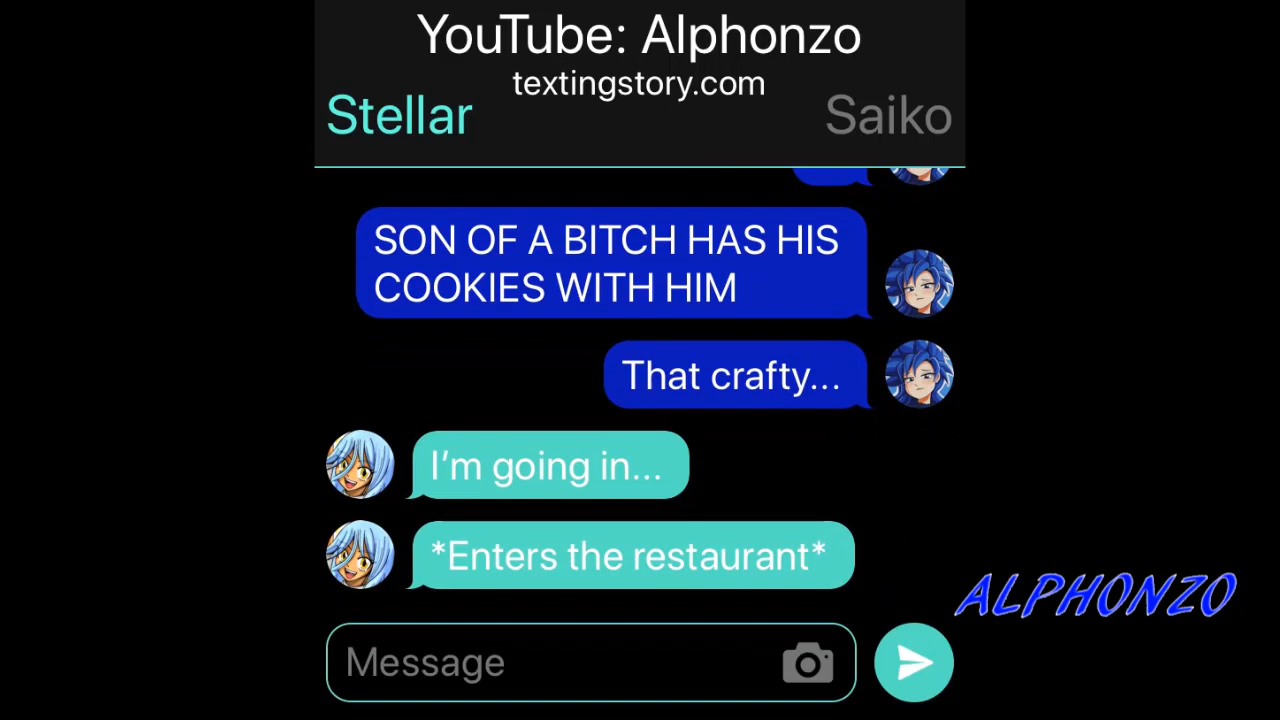 YouTube: Alphonzo
textingstory.com
Stellar
Saiko
SON OF A BITCH HAS HIS
COOKIES WITH HIM
That crafty...
I’m going in...
*Enters the restaurant*
ALPHONZO
Message